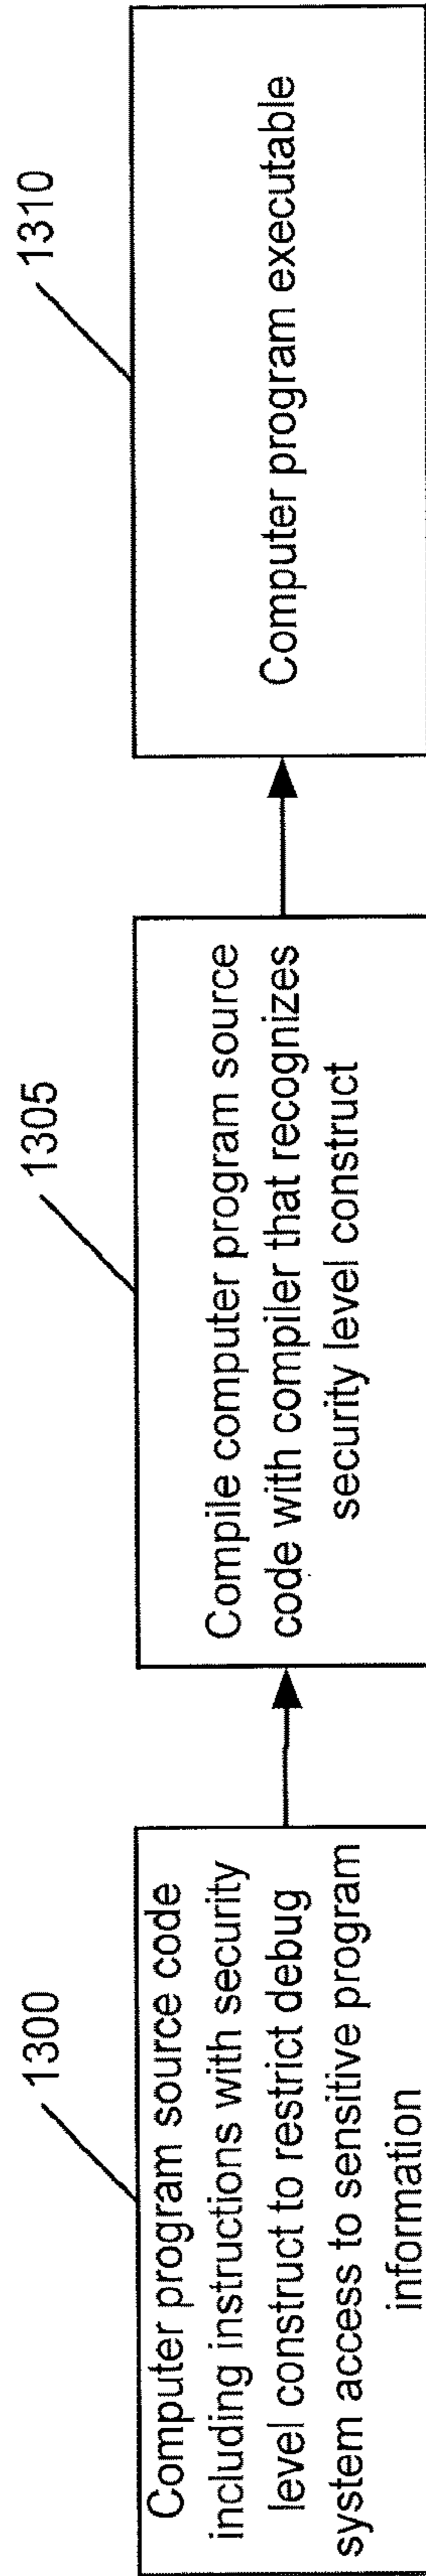 1300
Computer program source code
including instructions with security
level construct to restrict debug
system access to sensitive program
information
1305
Compile computer program source
code with compiler that recognizes
security level construct
1310
Computer program executable